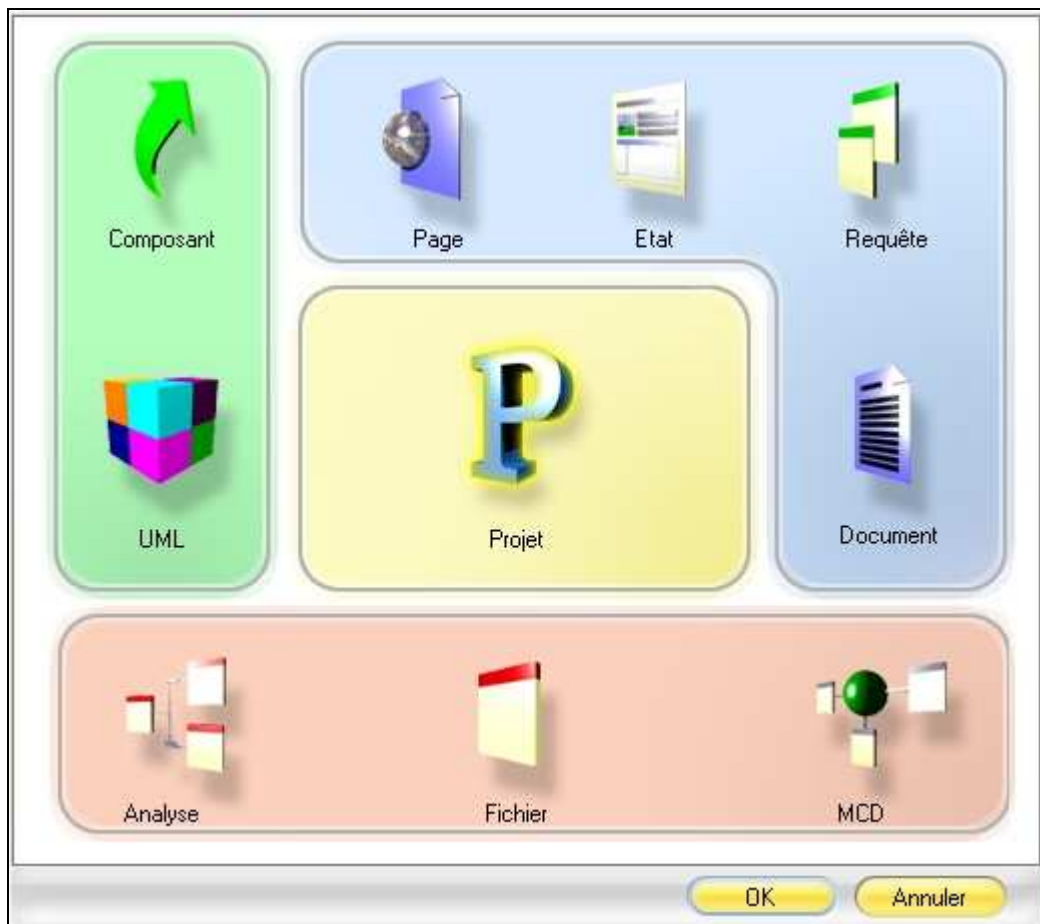 Composant
Page
Etat
Requête
UML
Projet
Document
Analyse
Fichier
MCD
OK
Annuler